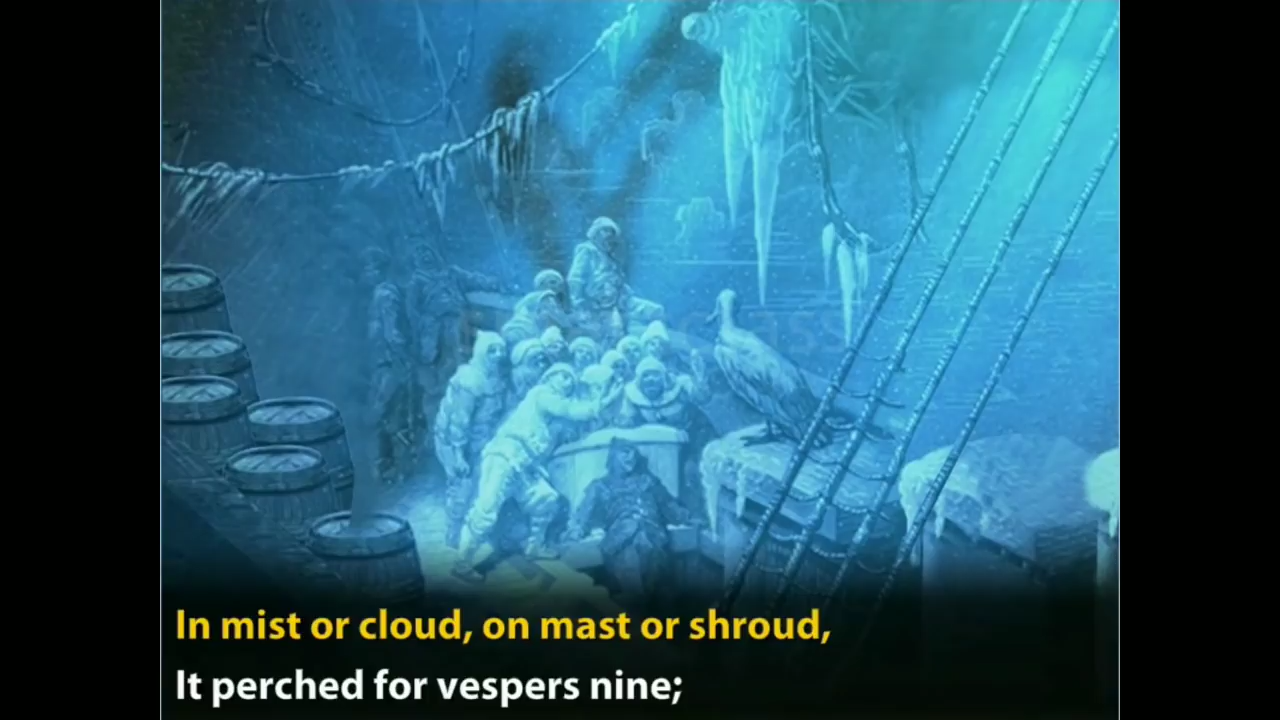 In mist or cloud, on mast or shroud,
It perched for vespers nine;